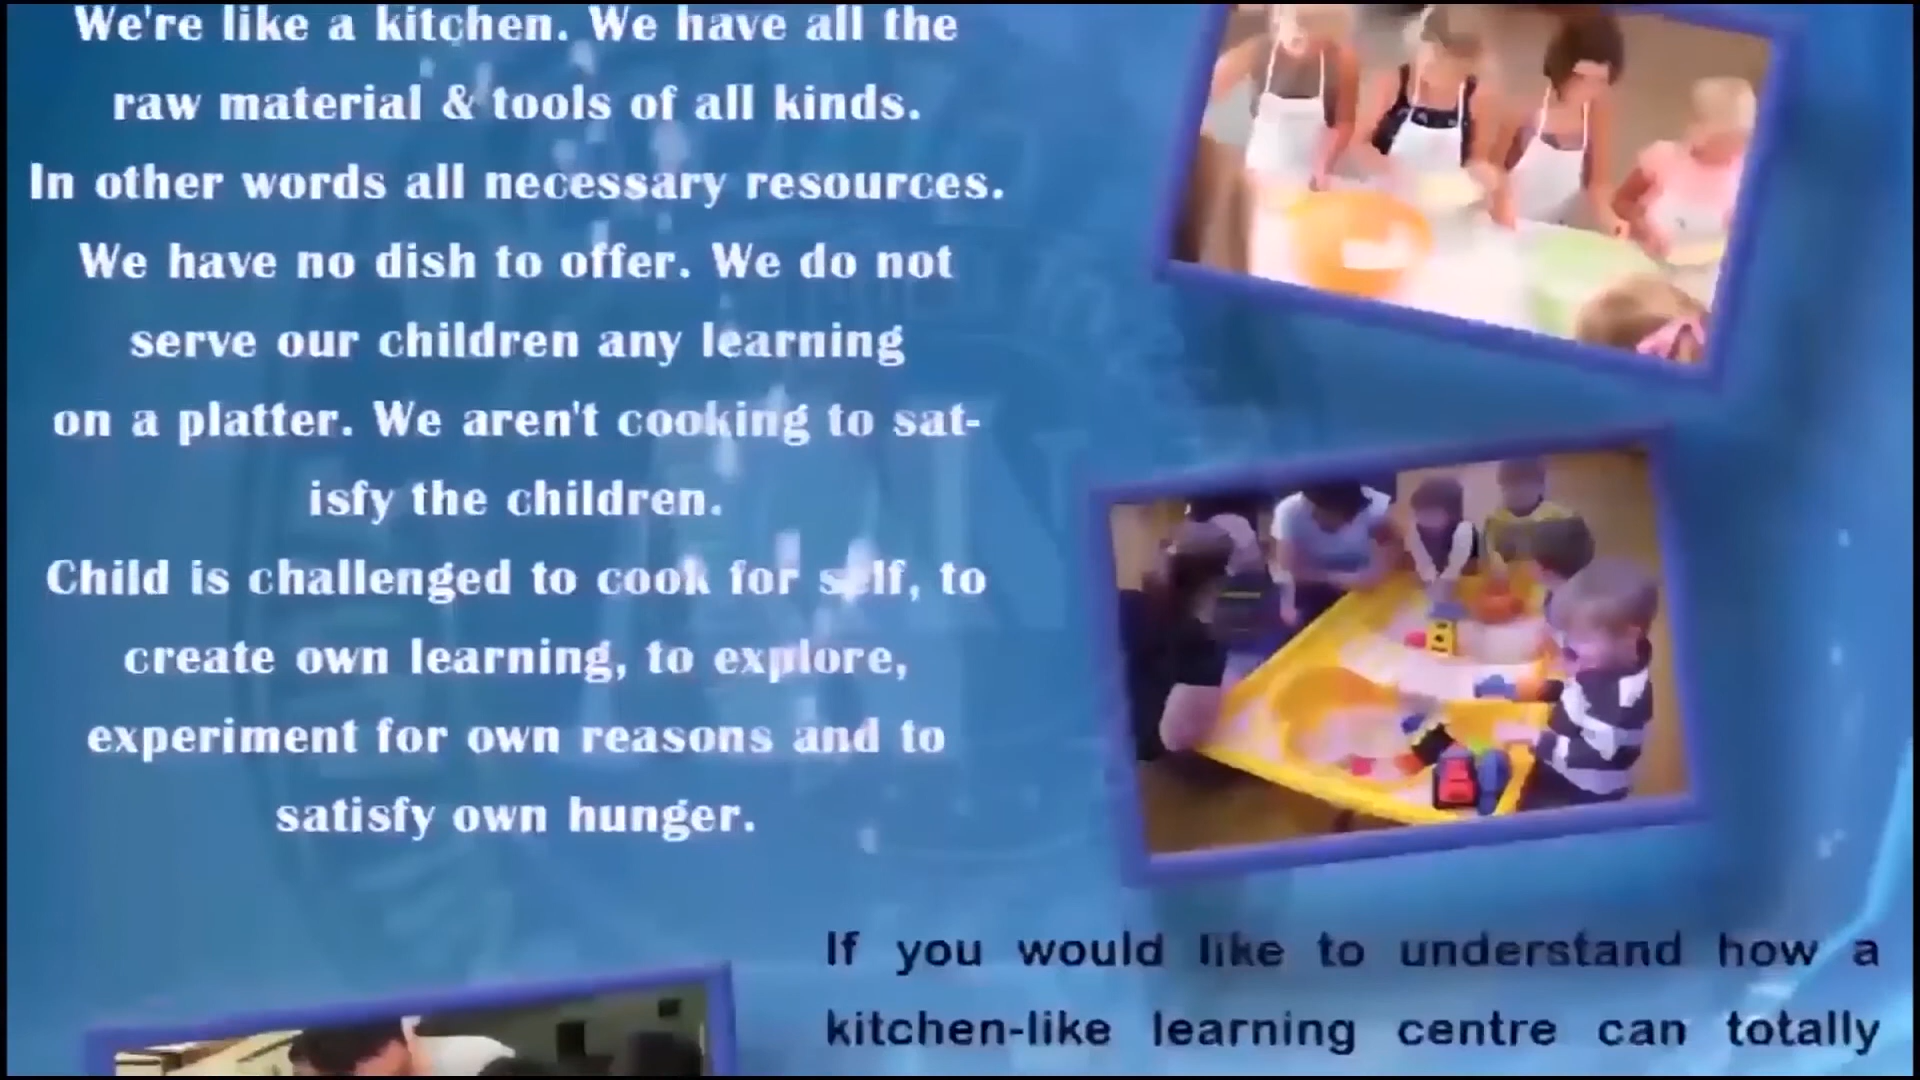 We're like a kitchen. We have all the
raw material & tools of all kinds.
In other words all necessary resources.
We have no dish to offer. We do not
serve our children any learning
on a platter. We aren't cooking to sat-
isfy the children.
Child is challenged to cook for self, to
create own learning, to explore,
experiment for own reasons and to
satisfy own hunger.
If you would like to understand how a
kitchen-like learning centre can totally